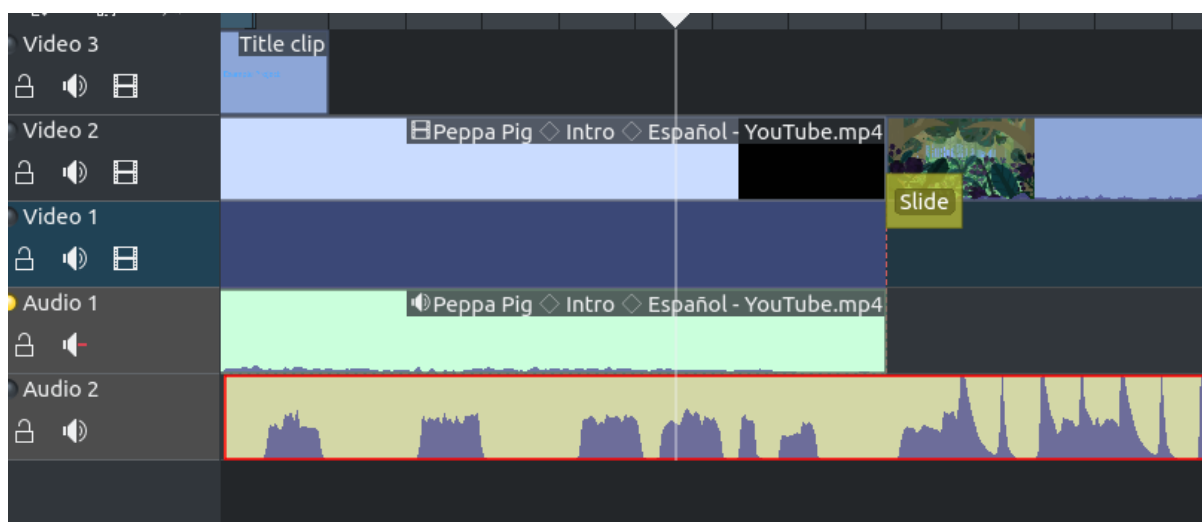 Video 3
Title clip
Video 2
Peppa Pig ◇ Intro ◇ Español - YouTube.mp4
Slide
Video 1
Audio 1
Peppa Pig ◇ Intro ◇ Español - YouTube.mp4
Audio 2